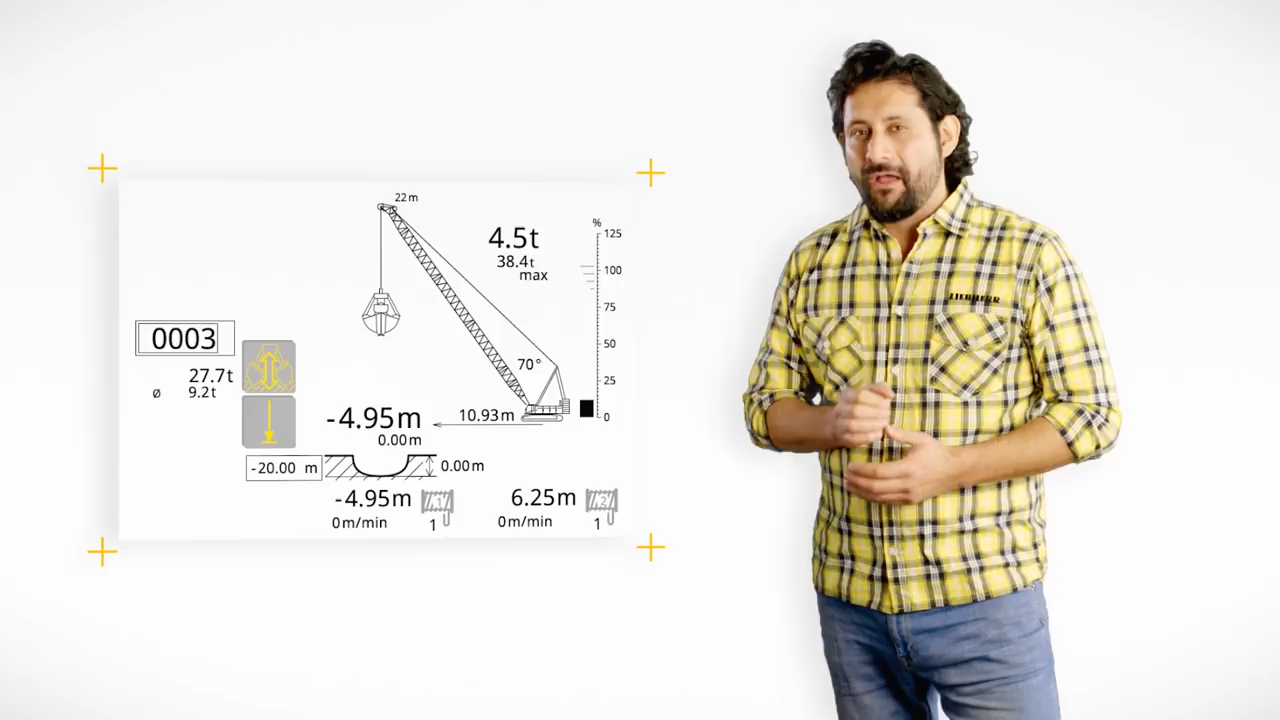 22m
4.5t
38.4t
max
%
125
100
75
50
25
0
70°
0003
27.7t
ø 9.2t
-4.95m
10.93m
0.00m
-20.00 m
0.00m
-4.95m
0m/min
1
6.25m
0m/min
1
LIEBHERR